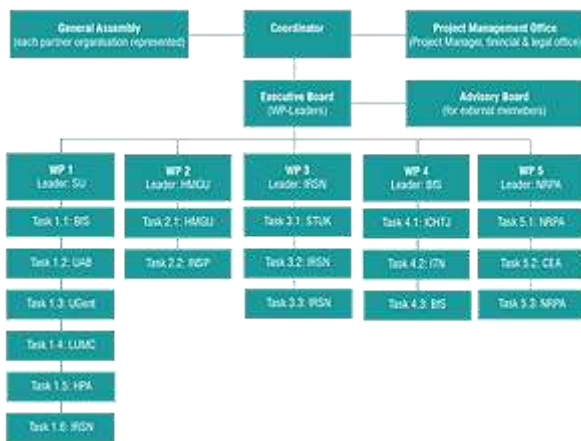 General Assembly
(each partner organisation represented)
Coordinator
Project Management Office
(Project Manager, finincial & legal office)
Executive Board
(WP-Leaders)
Advisory Board
(for external memebers)
WP 1
Leader: SU
WP 2
Leader: HMGU
WP 3
Leader: IRSN
WP 4
Leader: BfS
WP 5
Leader: NRPA
Task 1.1: BfS
Task 2.1: HMGU
Task 3.1: STUK
Task 4.1: ICHTJ
Task 5.1: NRPA
Task 1.2: UAB
Task 2.2: INSP
Task 3.2: IRSN
Task 4.2: ITN
Task 5.2: CEA
Task 1.3: UGent
Task 3.3: IRSN
Task 4.3: BfS
Task 5.3: NRPA
Task 1.4: LUMC
Task 1.5: HPA
Task 1.6: IRSN